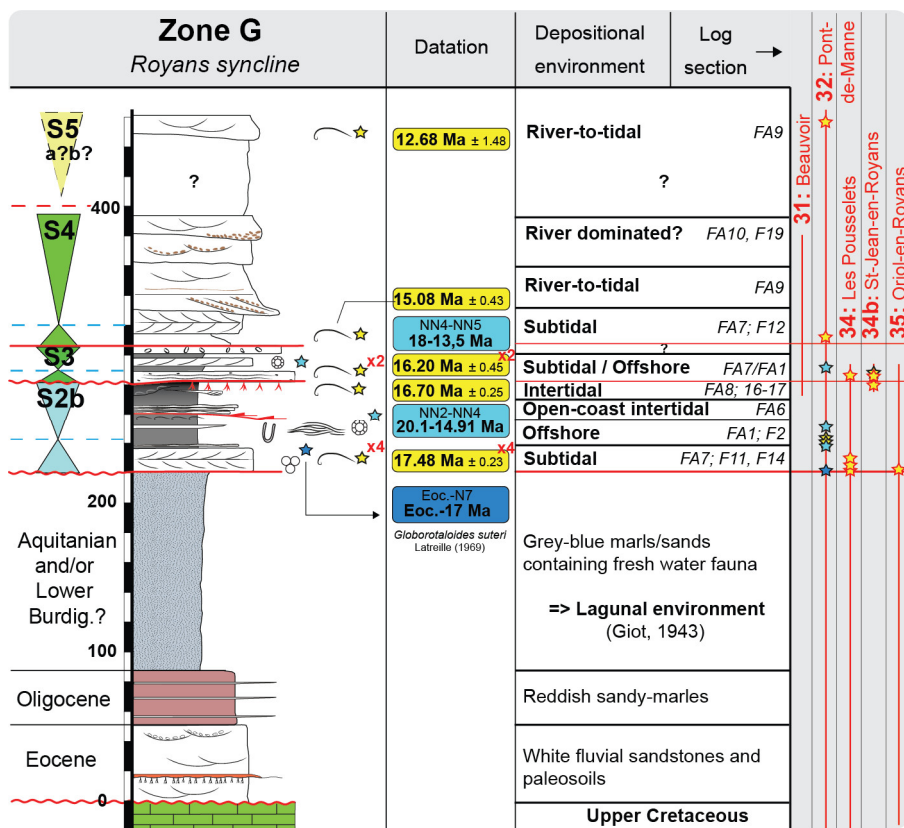 Zone G
Royans syncline
Datation
Depositional
environment
Log
section
31: Beauvoir
32: Pont-
de-Manne
34: Les Pousselets
34b: St-Jean-en-Royans
35: Oriol-en-Royans
S5
a?b?
12.68 Ma ± 1.48
River-to-tidal
FA9
?
?
400
S4
River dominated?
FA10, F19
River-to-tidal
FA9
15.08 Ma ± 0.43
NN4-NN5
18-13,5 Ma
Subtidal
FA7; F12
?
S3
x2
16.20 Ma ± 0.45
x2
Subtidal / Offshore
FA7/FA1
16.70 Ma ± 0.25
Intertidal
FA8; 16-17
S2b
NN2-NN4
20.1-14.91 Ma
Open-coast intertidal
FA6
Offshore
FA1; F2
x4
17.48 Ma ± 0.23
x4
Subtidal
FA7; F11, F14
200
Eoc.-N7
Eoc.-17 Ma
Globorotaloides suteri
Latreille (1969)
Aquitanian
and/or
Lower
Burdig.?
Grey-blue marls/sands
containing fresh water fauna
=> Lagunal environment
(Giot, 1943)
100
Oligocene
Reddish sandy-marles
Eocene
White fluvial sandstones and
paleosoils
0
Upper Cretaceous